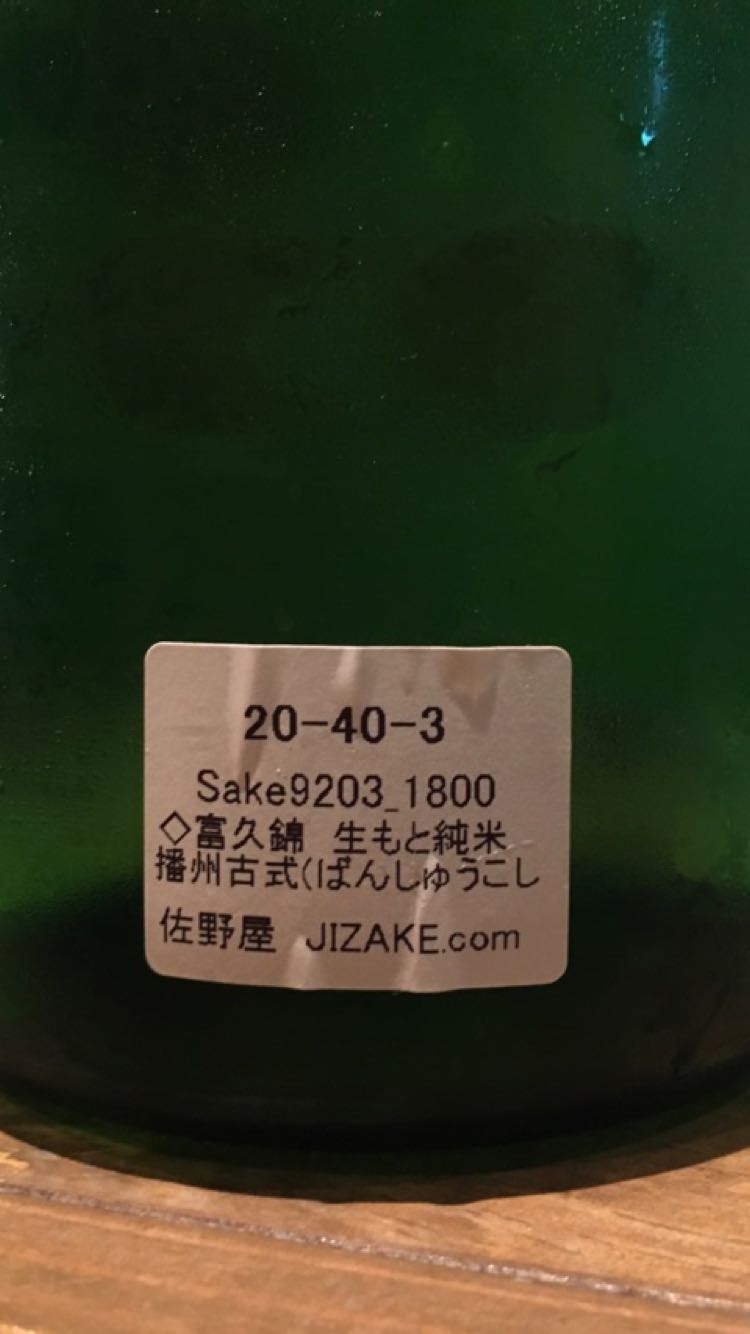 20-40-3
Sake9203_1800
◇富久錦 生もと純米
播州古式(ばんしゅうこし
佐野屋 JIZAKE.com